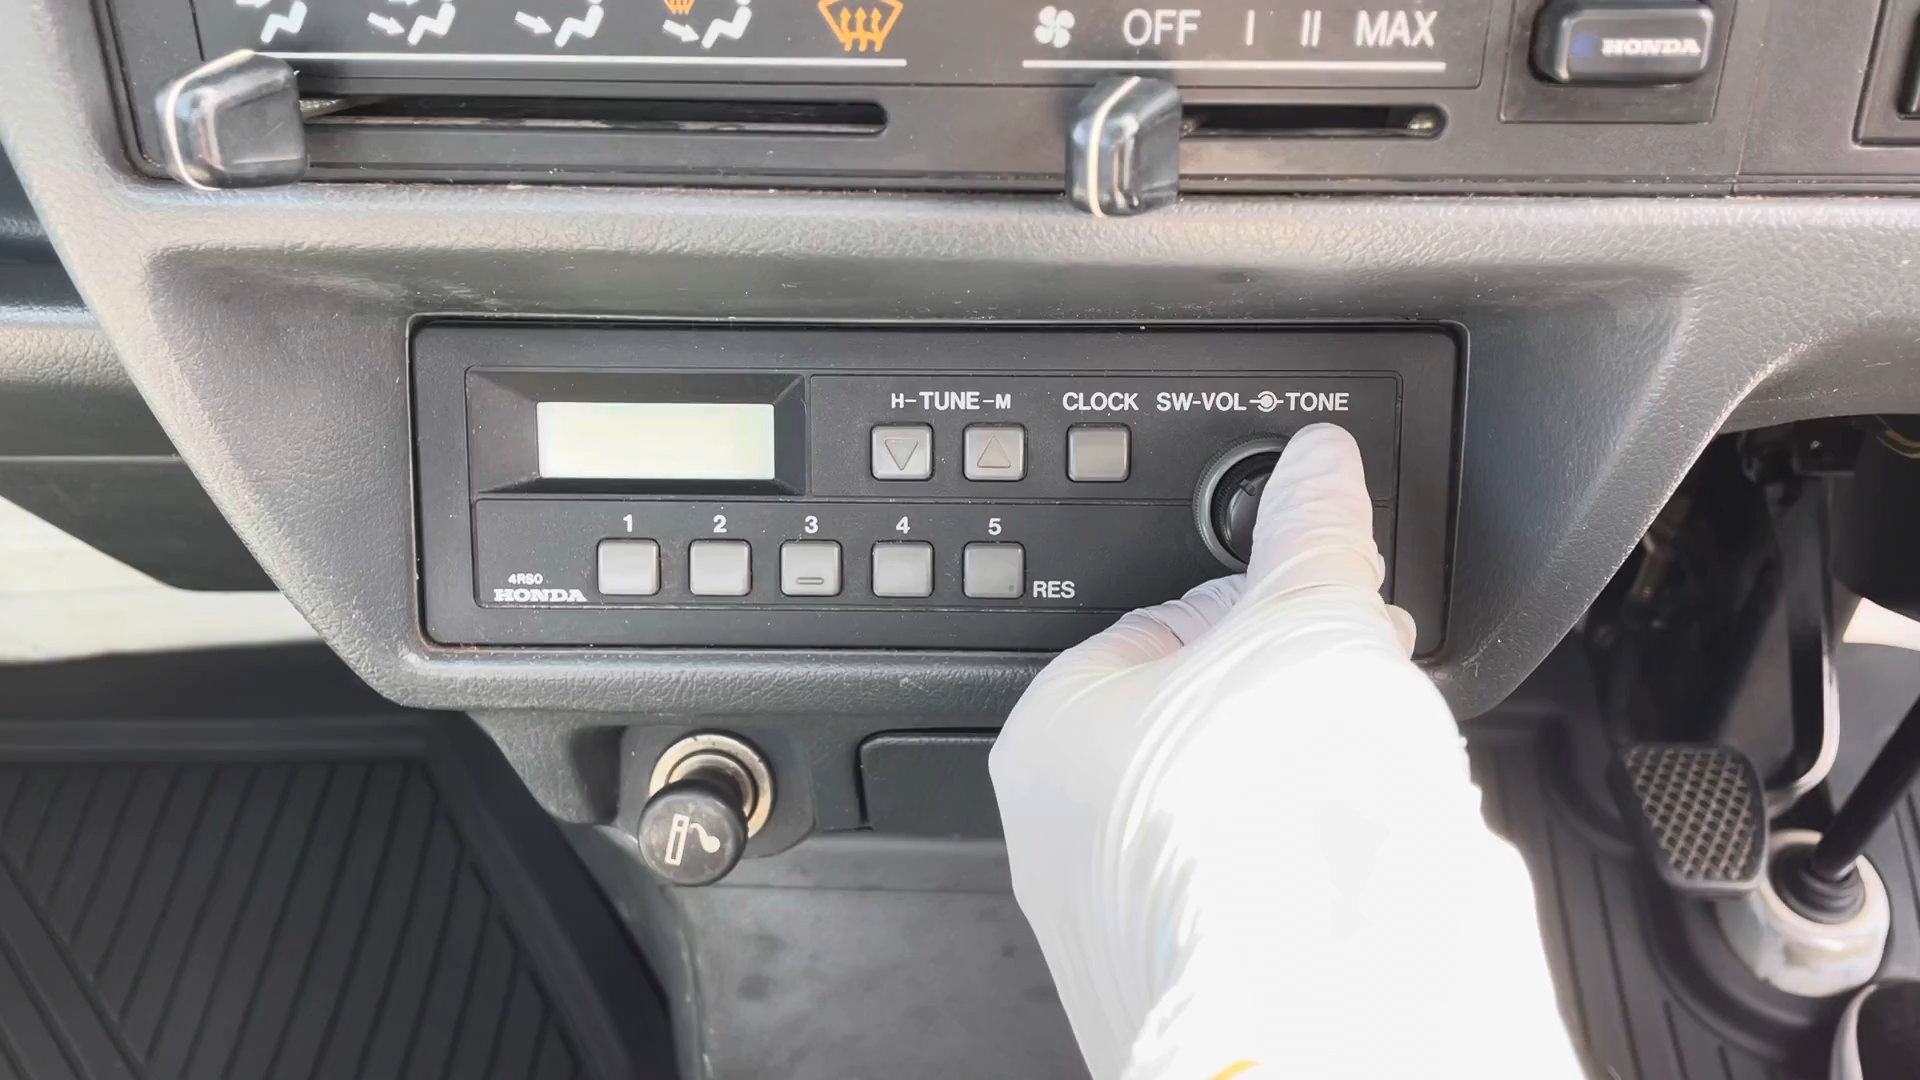 OFF I II MAX
HONDA
H-TUNE-M CLOCK SW-VOL TONE
1 2 3 4 5
4RS0
HONDA RES